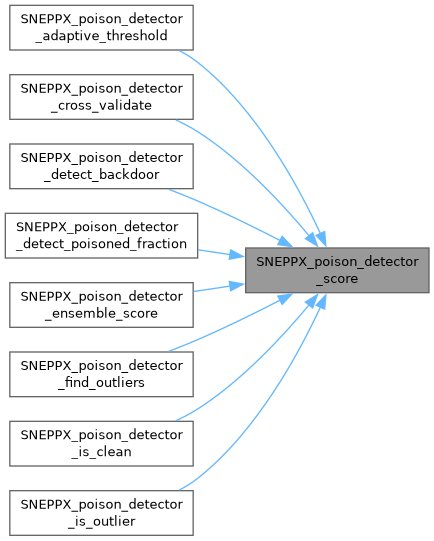 SNEPPX_poison_detector
_adaptive_threshold
SNEPPX_poison_detector
_cross_validate
SNEPPX_poison_detector
_detect_backdoor
SNEPPX_poison_detector
_detect_poisoned_fraction
SNEPPX_poison_detector
_score
SNEPPX_poison_detector
_ensemble_score
SNEPPX_poison_detector
_find_outliers
SNEPPX_poison_detector
_is_clean
SNEPPX_poison_detector
_is_outlier